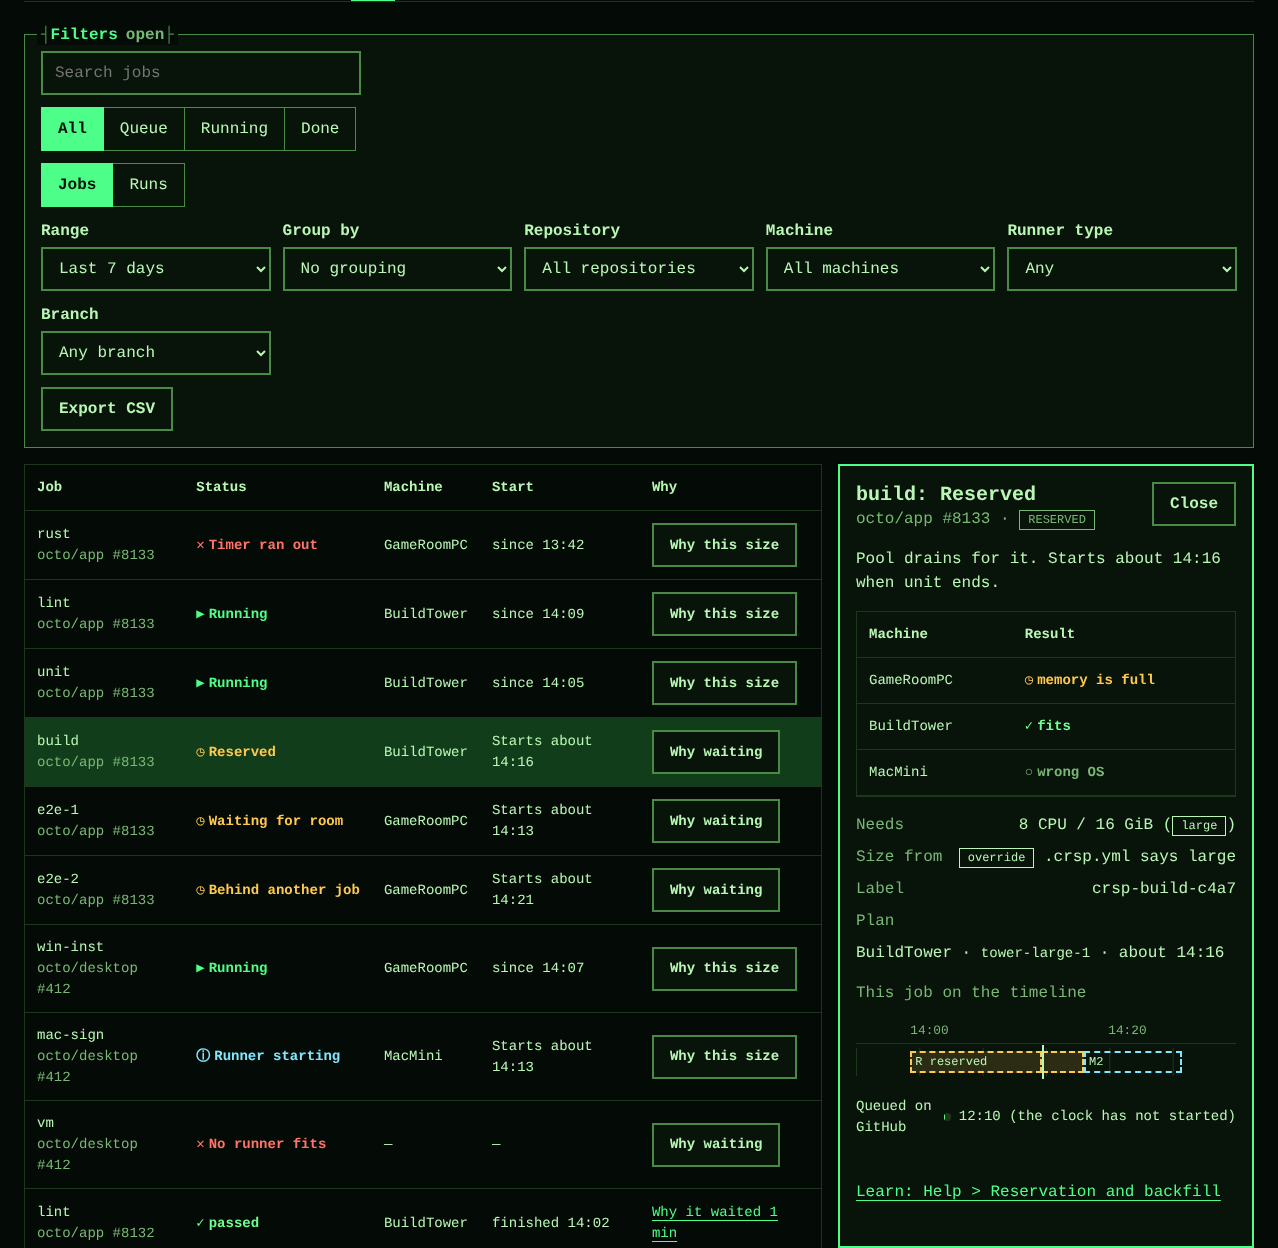 Filters open
Search jobs
All Queue Running Done
Jobs Runs
Range Group by Repository Machine Runner type
Last 7 days No grouping All repositories All machines Any
Branch
Any branch
Export CSV
Job Status Machine Start Why
rust
octo/app #8133
× Timer ran out GameRoomPC since 13:42 Why this size
lint
octo/app #8133
▶ Running BuildTower since 14:09 Why this size
unit
octo/app #8133
▶ Running BuildTower since 14:05 Why this size
build
octo/app #8133
◷ Reserved BuildTower Starts about
14:16
Why waiting
e2e-1
octo/app #8133
◷ Waiting for room GameRoomPC Starts about
14:13
Why waiting
e2e-2
octo/app #8133
◷ Behind another job GameRoomPC Starts about
14:21
Why waiting
win-inst
octo/desktop
#412
▶ Running GameRoomPC since 14:07 Why this size
mac-sign
octo/desktop
#412
ⓘ Runner starting MacMini Starts about
14:13
Why this size
vm
octo/desktop
#412
× No runner fits — — Why waiting
lint
octo/app #8132
✓ passed BuildTower finished 14:02 Why it waited 1
min
build: Reserved
Close
octo/app #8133 · RESERVED
Pool drains for it. Starts about 14:16
when unit ends.
Machine Result
GameRoomPC ◷ memory is full
BuildTower ✓ fits
MacMini ○ wrong OS
Needs 8 CPU / 16 GiB (large)
Size from override .crsp.yml says large
Label crsp-build-c4a7
Plan
BuildTower · tower-large-1 · about 14:16
This job on the timeline
14:00 14:20
R reserved M2
Queued on
GitHub
12:10 (the clock has not started)
Learn: Help > Reservation and backfill